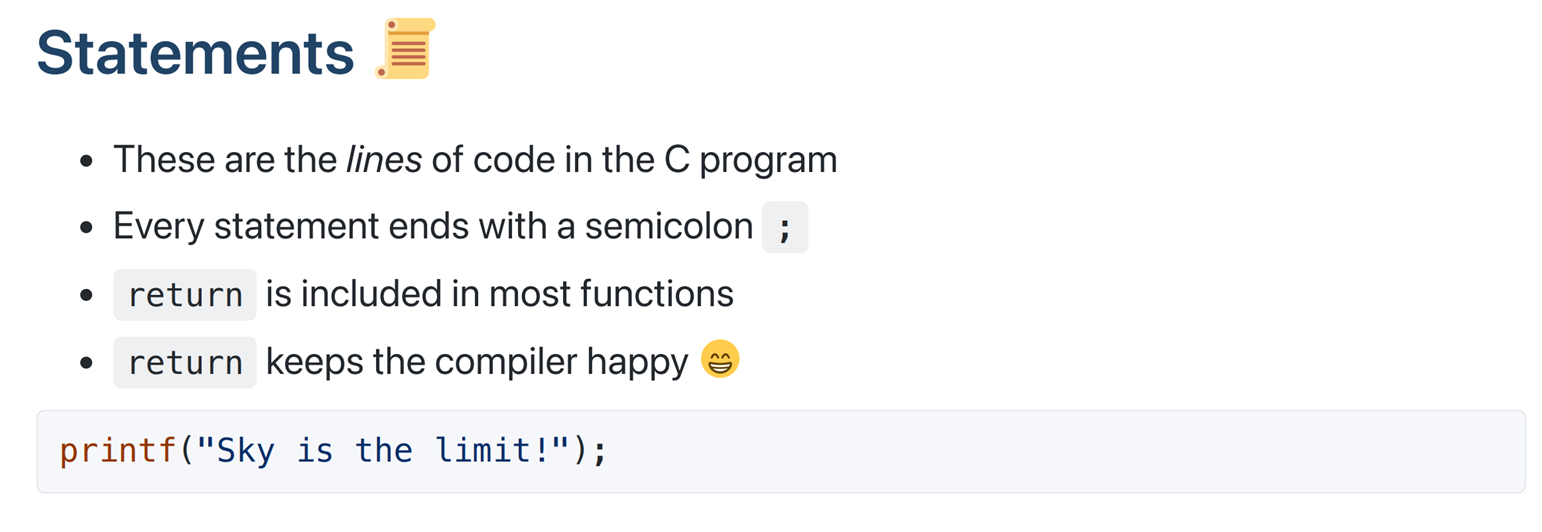 Statements 📜
• These are the lines of code in the C program
• Every statement ends with a semicolon ;
• return is included in most functions
• return keeps the compiler happy 😁
printf("Sky is the limit!");